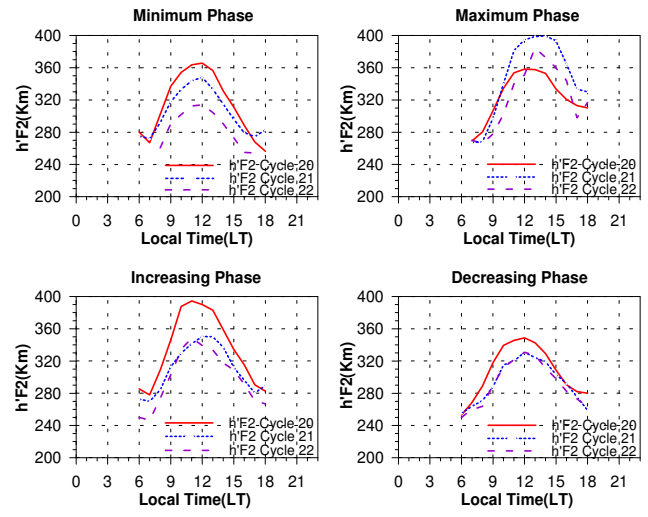 Minimum Phase
400
360
320
280
240
200
h'F2(Km)
h'F2 Cycle 20
h'F2 Cycle 21
h'F2 Cycle 22
0 3 6 9 12 15 18 21
Local Time(LT)
Maximum Phase
400
360
320
280
240
200
h'F2(Km)
h'F2 Cycle 20
h'F2 Cycle 21
h'F2 Cycle 22
0 3 6 9 12 15 18 21
Local Time(LT)
Increasing Phase
400
360
320
280
240
200
h'F2(Km)
h'F2 Cycle 20
h'F2 Cycle 21
h'F2 Cycle 22
0 3 6 9 12 15 18 21
Local Time(LT)
Decreasing Phase
400
360
320
280
240
200
h'F2(Km)
h'F2 Cycle 20
h'F2 Cycle 21
h'F2 Cycle 22
0 3 6 9 12 15 18 21
Local Time(LT)